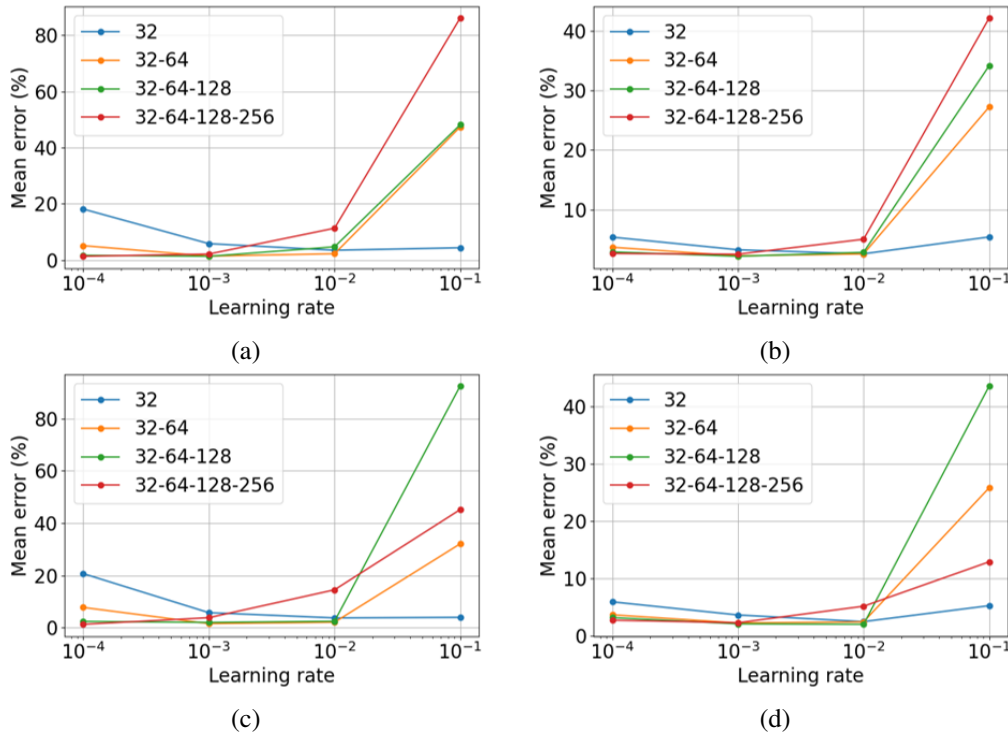 80
60
40
20
0
Mean error (%)
32
32-64
32-64-128
32-64-128-256
10⁻⁴ 10⁻³ 10⁻² 10⁻¹
Learning rate
(a)
40
30
20
10
Mean error (%)
32
32-64
32-64-128
32-64-128-256
10⁻⁴ 10⁻³ 10⁻² 10⁻¹
Learning rate
(b)
80
60
40
20
0
Mean error (%)
32
32-64
32-64-128
32-64-128-256
10⁻⁴ 10⁻³ 10⁻² 10⁻¹
Learning rate
(c)
40
30
20
10
0
Mean error (%)
32
32-64
32-64-128
32-64-128-256
10⁻⁴ 10⁻³ 10⁻² 10⁻¹
Learning rate
(d)